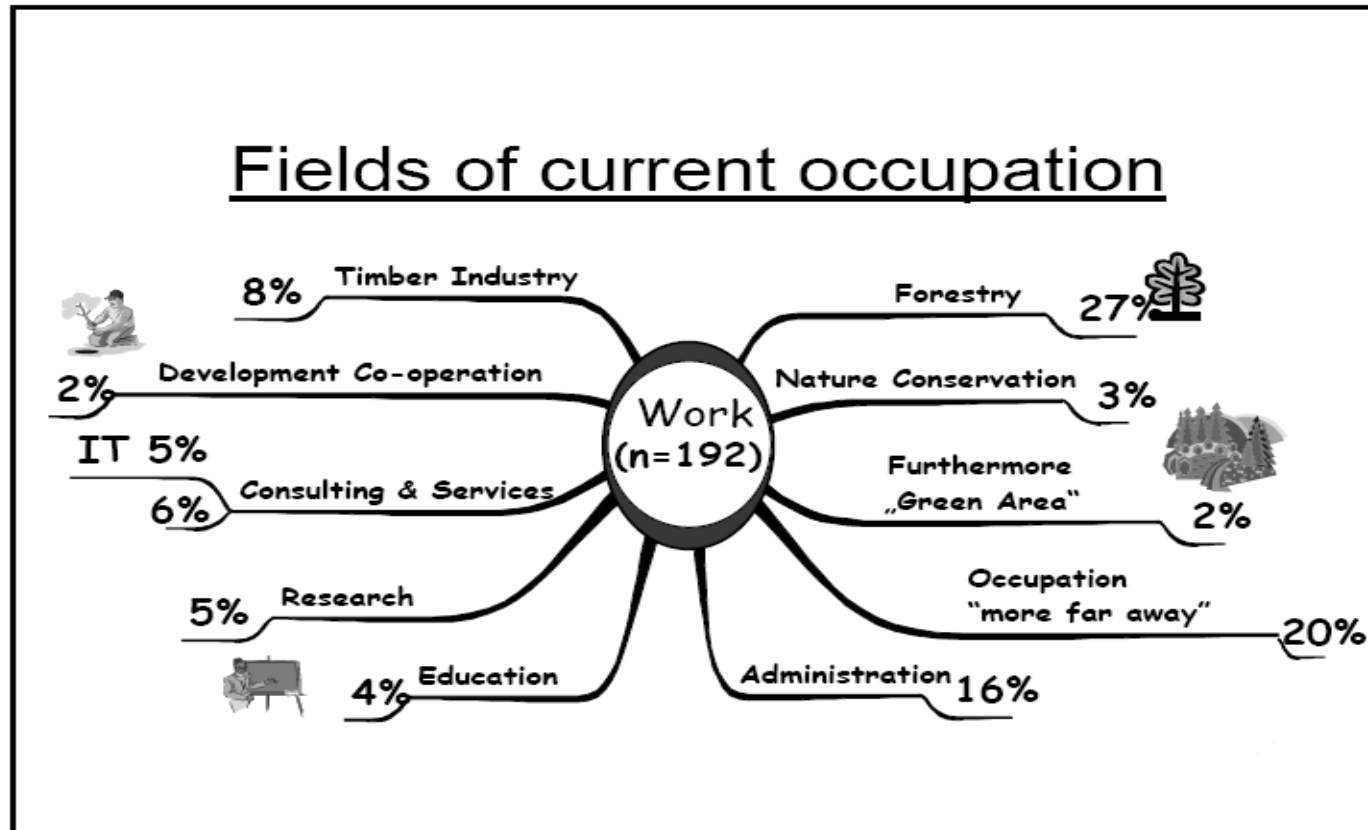 Fields of current occupation
Timber Industry
8%
Development Co-operation
2%
IT 5%
Consulting & Services
6%
Research
5%
Education
4%
Work
(n=192)
Forestry
27%
Nature Conservation
3%
Furthermore
„Green Area“
2%
Occupation
“more far away”
20%
Administration
16%